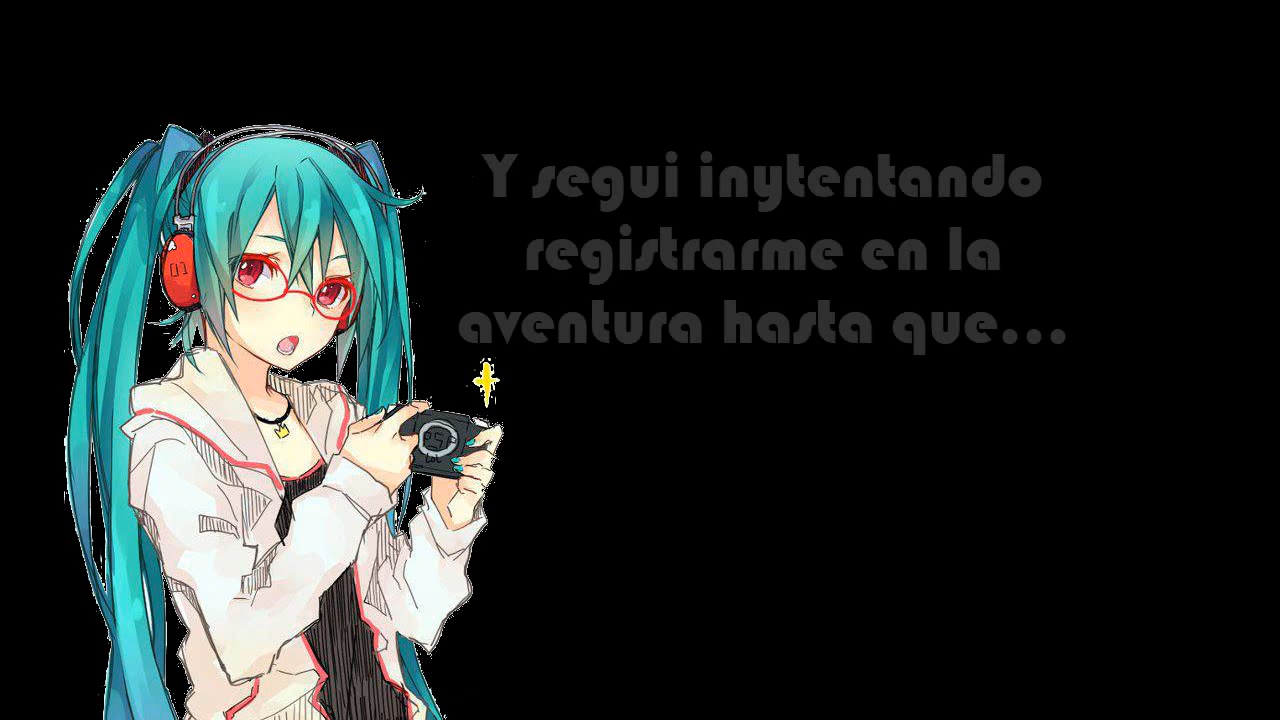 Y segui inytentando
registrarme en la
aventura hasta que...